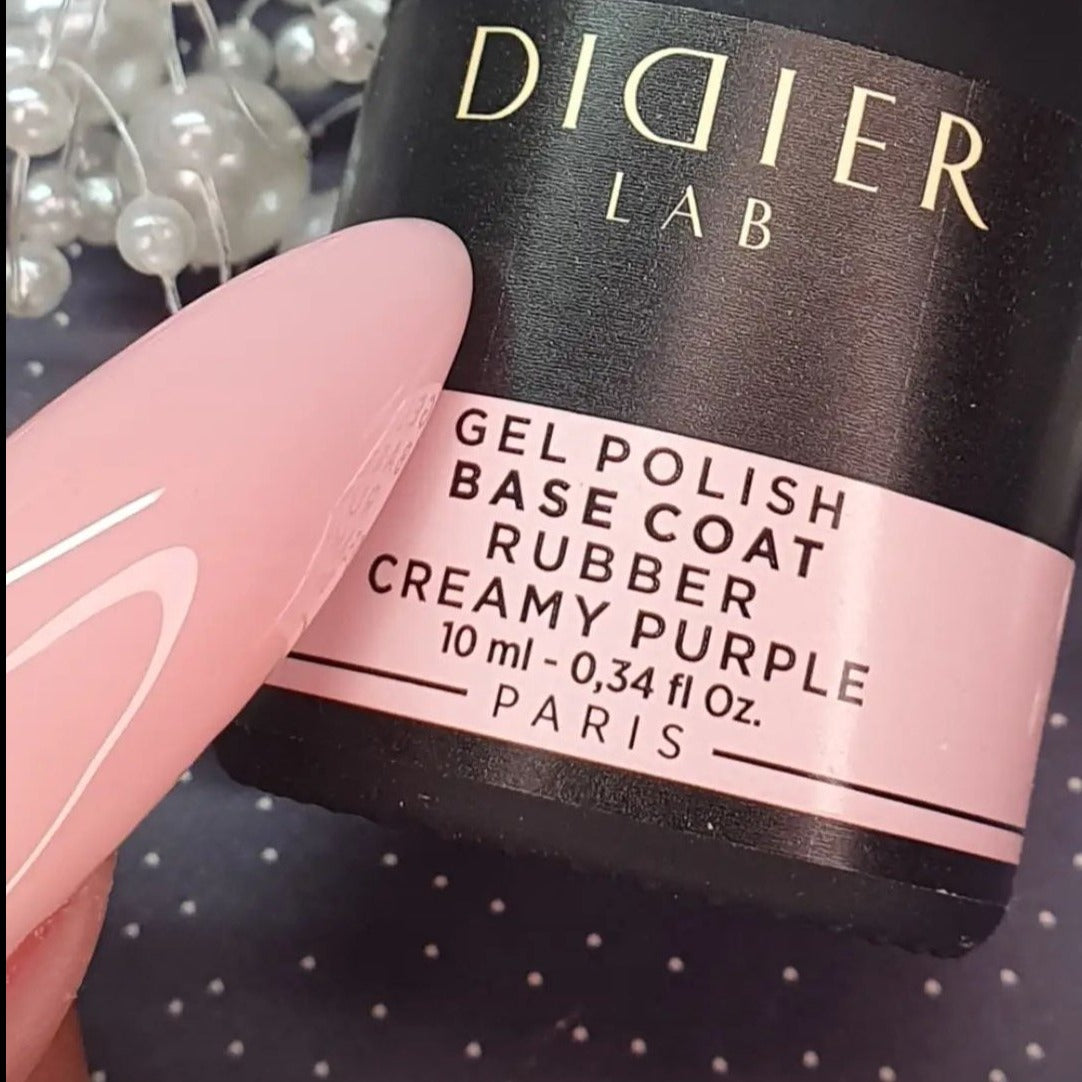 DIDIER
LAB
GEL POLISH
BASE COAT
RUBBER
CREAMY PURPLE
10 ml - 0,34 fl Oz.
PARIS